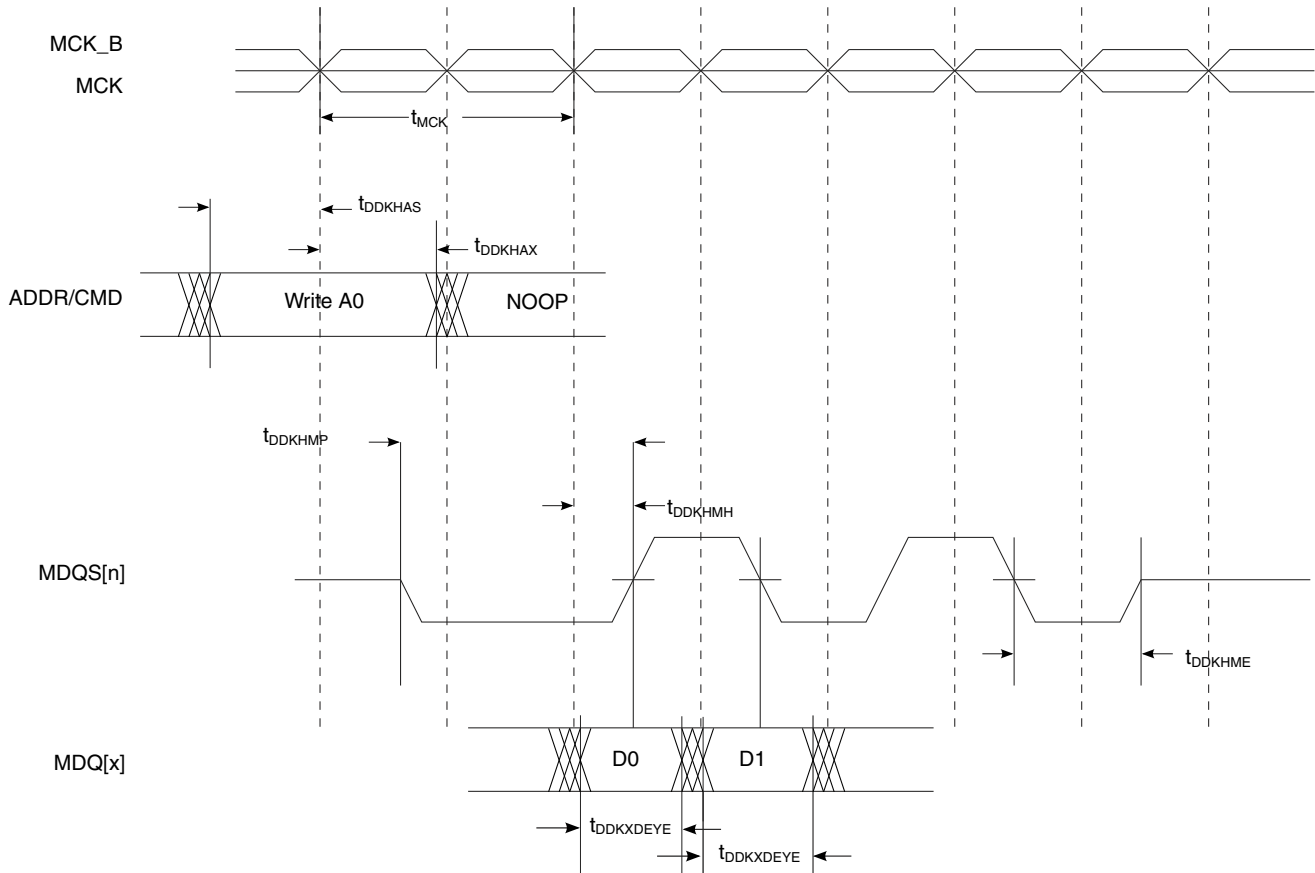 MCK_B
MCK
tMCK
tDDKHAS
tDDKHAX
ADDR/CMD
Write A0
NOOP
tDDKHMP
tDDKHMH
MDQS[n]
tDDKHME
MDQ[x]
D0
D1
tDDKXDEYE
tDDKXDEYE